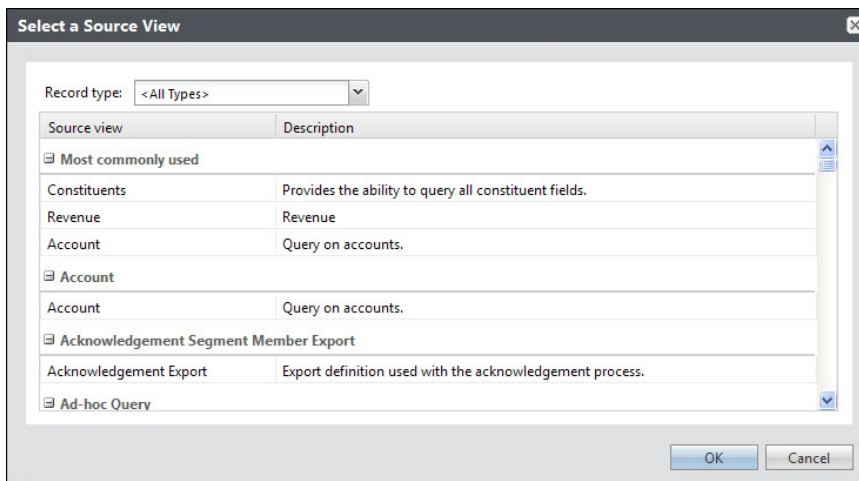 Select a Source View
Record type: <All Types>
Source view Description
Most commonly used
Constituents Provides the ability to query all constituent fields.
Revenue Revenue
Account Query on accounts.
Account
Account Query on accounts.
Acknowledgement Segment Member Export
Acknowledgement Export Export definition used with the acknowledgement process.
Ad-hoc Query
OK Cancel